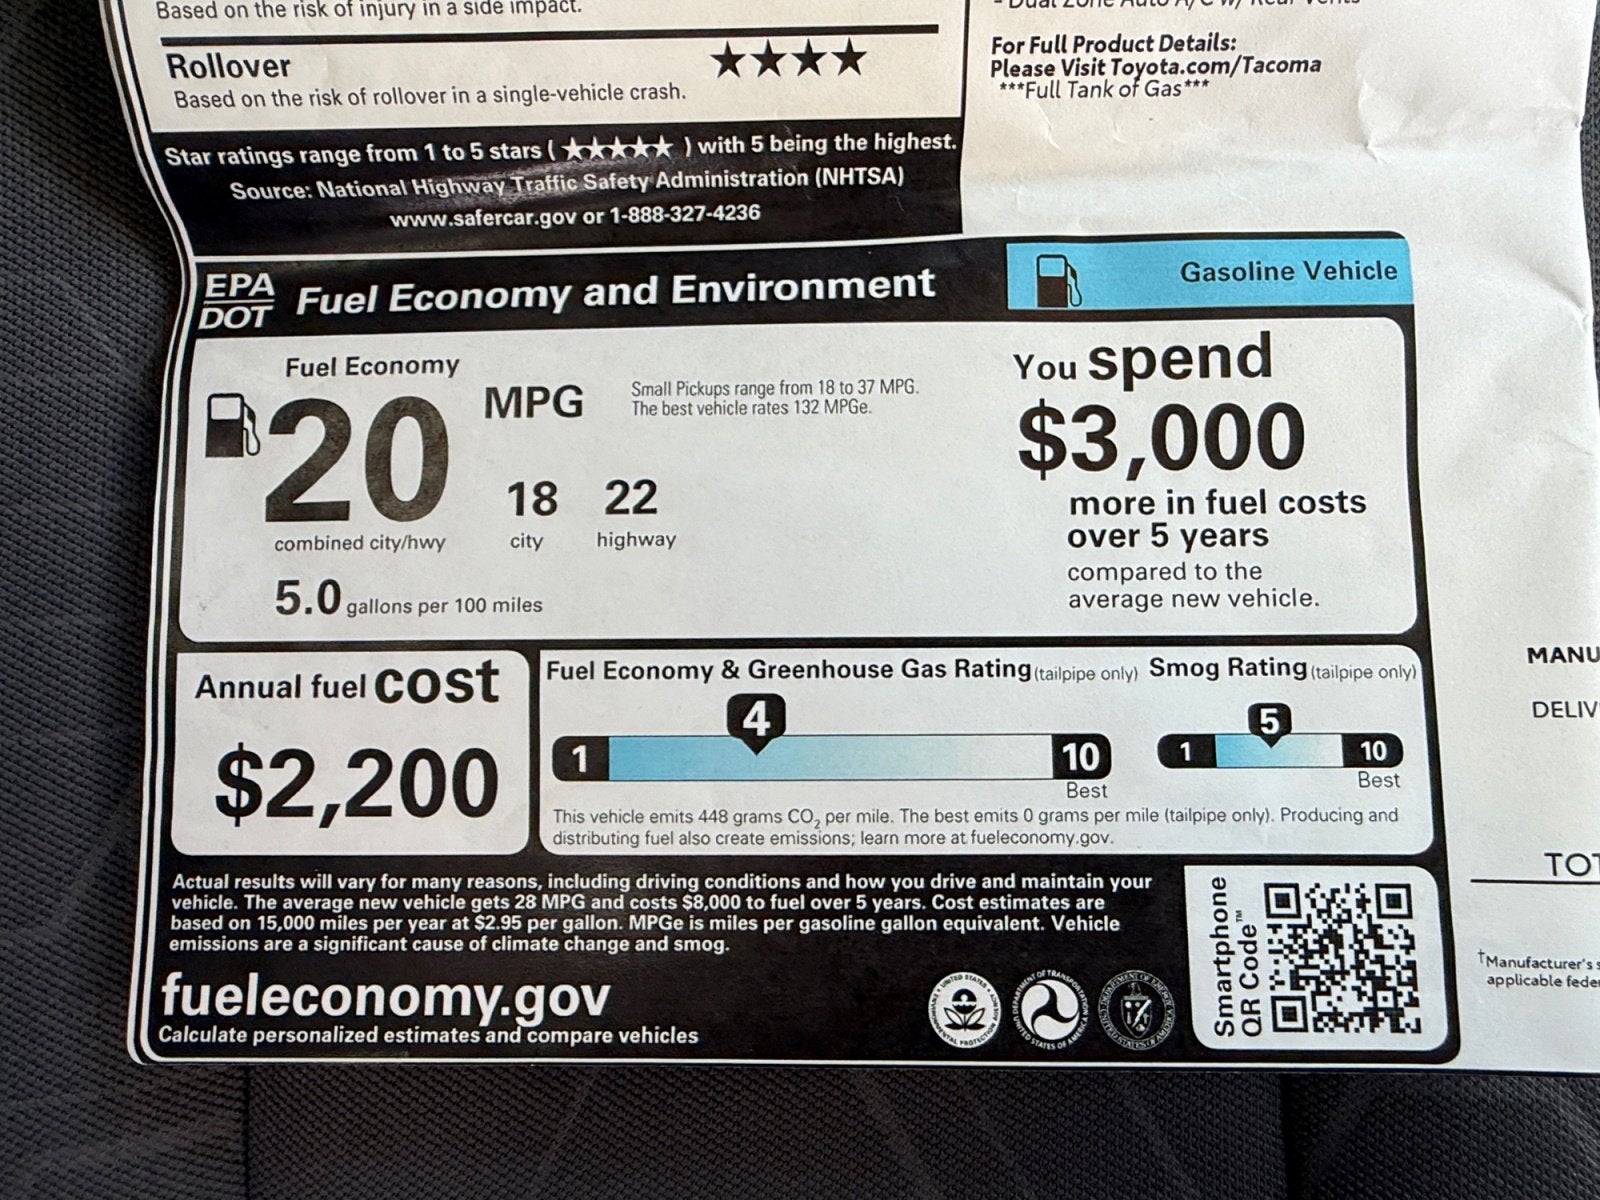 Based on the risk of injury in a side impact.
Rollover ★★★★
Based on the risk of rollover in a single-vehicle crash.
Star ratings range from 1 to 5 stars (★★★★★) with 5 being the highest.
Source: National Highway Traffic Safety Administration (NHTSA)
www.safercar.gov or 1-888-327-4236
- Dual Zone Auto A/C w/ Rear Vents
For Full Product Details:
Please Visit Toyota.com/Tacoma
***Full Tank of Gas***
EPA
DOT
Fuel Economy and Environment
Gasoline Vehicle
Fuel Economy
20 MPG
combined city/hwy
18
city
22
highway
5.0 gallons per 100 miles
Small Pickups range from 18 to 37 MPG.
The best vehicle rates 132 MPGe.
You spend
$3,000
more in fuel costs
over 5 years
compared to the
average new vehicle.
Annual fuel cost
$2,200
Fuel Economy & Greenhouse Gas Rating (tailpipe only)
4
1 10
Best
Smog Rating (tailpipe only)
5
1 10
Best
This vehicle emits 448 grams CO2 per mile. The best emits 0 grams per mile (tailpipe only). Producing and
distributing fuel also create emissions; learn more at fueleconomy.gov.
Actual results will vary for many reasons, including driving conditions and how you drive and maintain your
vehicle. The average new vehicle gets 28 MPG and costs $8,000 to fuel over 5 years. Cost estimates are
based on 15,000 miles per year at $2.95 per gallon. MPGe is miles per gasoline gallon equivalent. Vehicle
emissions are a significant cause of climate change and smog.
fueleconomy.gov
Calculate personalized estimates and compare vehicles
Smartphone
QR Code™
MANU
DELIV
TOT
†Manufacturer's s
applicable feder